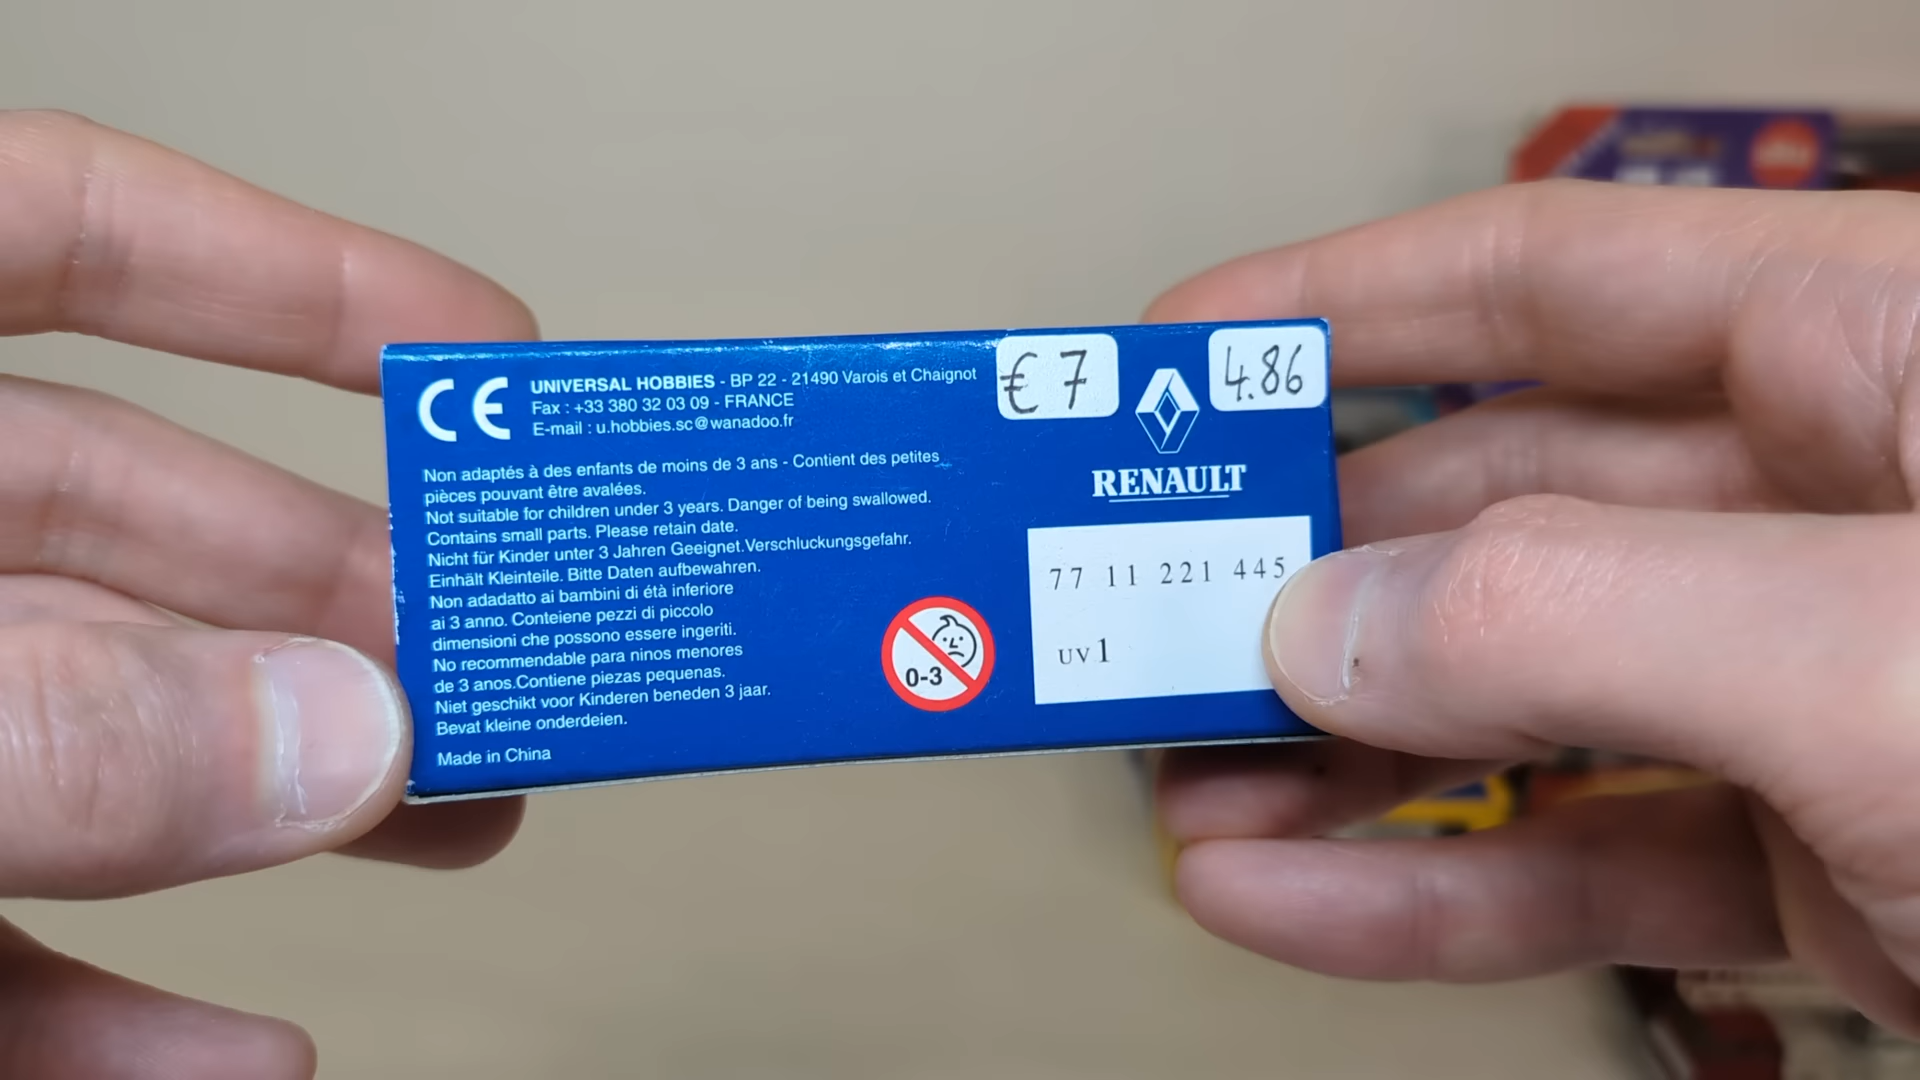 CE
UNIVERSAL HOBBIES - BP 22 - 21490 Varois et Chaignot
Fax : +33 380 32 03 09 - FRANCE
E-mail : u.hobbies.sc@wanadoo.fr
€ 7
4.86
RENAULT
Non adaptés à des enfants de moins de 3 ans - Contient des petites
pièces pouvant être avalées.
Not suitable for children under 3 years. Danger of being swallowed.
Contains small parts. Please retain date.
Nicht für Kinder unter 3 Jahren Geeignet.Verschluckungsgefahr.
Einhält Kleinteile. Bitte Daten aufbewahren.
Non adadatto ai bambini di étà inferiore
ai 3 anno. Conteiene pezzi di piccolo
dimensioni che possono essere ingeriti.
No recommendable para ninos menores
de 3 anos.Contiene piezas pequenas.
Niet geschikt voor Kinderen beneden 3 jaar.
Bevat kleine onderdeien.
Made in China
0-3
77 11 221 445
UV1